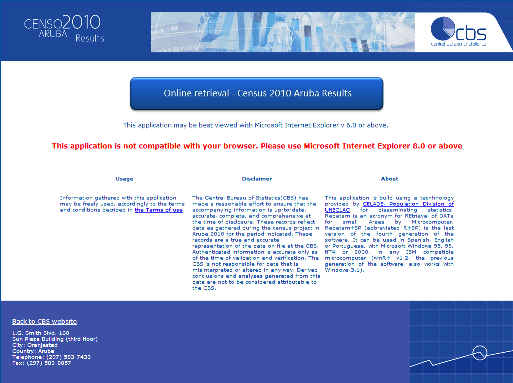 CENSO2010
ARUBA Results
cbs
central bureau of statistics
Online retrieval - Census 2010 Aruba Results
This application may be best viewed with Microsoft Internet Explorer v 6.0 or above.
This application is not compatible with your browser. Please use Microsoft Internet Explorer 8.0 or above
Usage
Information gathered with this application
may be freely used, accordingly to the terms
and conditions decribed in the Terms of use.
Disclaimer
The Central Bureau of Statistics(CBS) has
made a reasonable effort to ensure that the
accompanying information is up-to-date,
accurate, complete, and comprehensive at
the time of disclosure. These records reflect
data as gathered during the census project in
Aruba 2010 for the period indicated. These
records are a true and accurate
representation of the data on file at the CBS.
Authenticated information is accurate only as
of the time of validation and verification. The
CBS is not responsible for data that is
misinterpreted or altered in any way. Derived
conclusions and analyses generated from this
data are not to be considered attributable to
the CBS.
About
This application is build using a technology
provided by CELADE, Population Division of
UN-ECLAC for disseminating statistics.
Redatam is an acronym for REtrieval of DATa
for small Areas by Microcomputer.
Redatam+SP (abbreviated R+SP) is the last
version of the fourth generation of the
software. It can be used in Spanish, English
or Portuguese, with Microsoft Windows 95, 98,
NT4 or 2000, in any IBM compatible
microcomputer (winR+ v1.2, the previous
generation of the software, also works with
Windows 3.1).
Back to CBS website
L.G. Smith Blvd. 160
Sun Plaza Building (third floor)
City: Oranjestad
Country: Aruba
Telephone: (297) 583 7433
Fax: (297) 583 8057